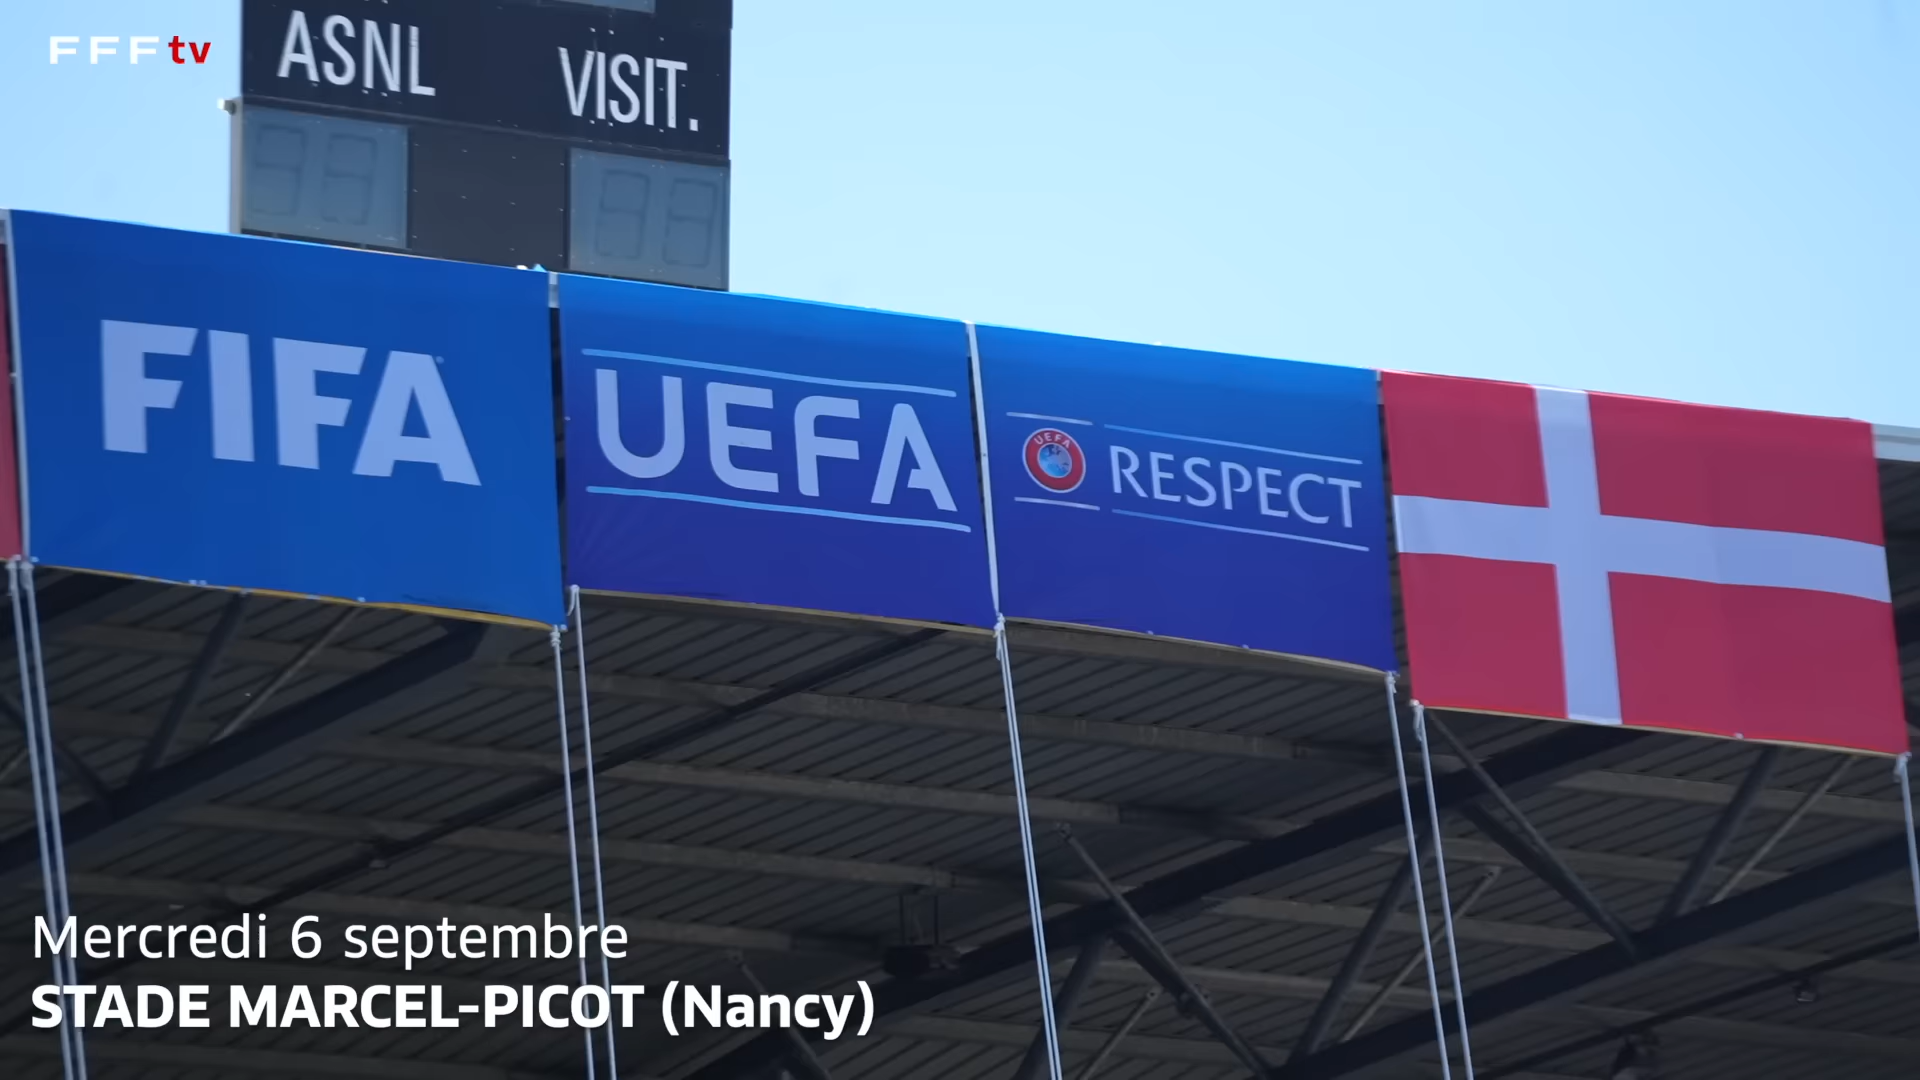 FFFtv
ASNL
VISIT.
FIFA
UEFA
UEFA
RESPECT
Mercredi 6 septembre
STADE MARCEL-PICOT (Nancy)